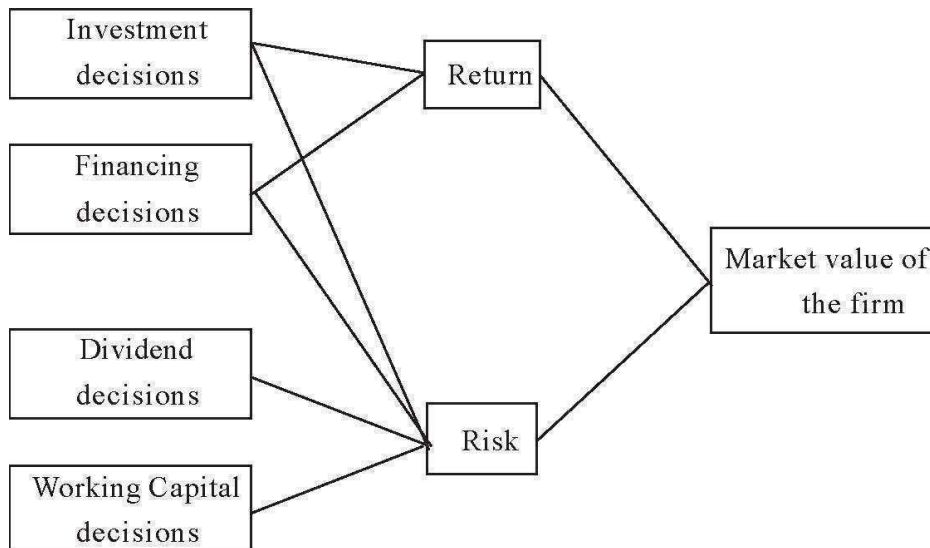 Investment
decisions
Financing
decisions
Dividend
decisions
Working Capital
decisions
Return
Risk
Market value of
the firm